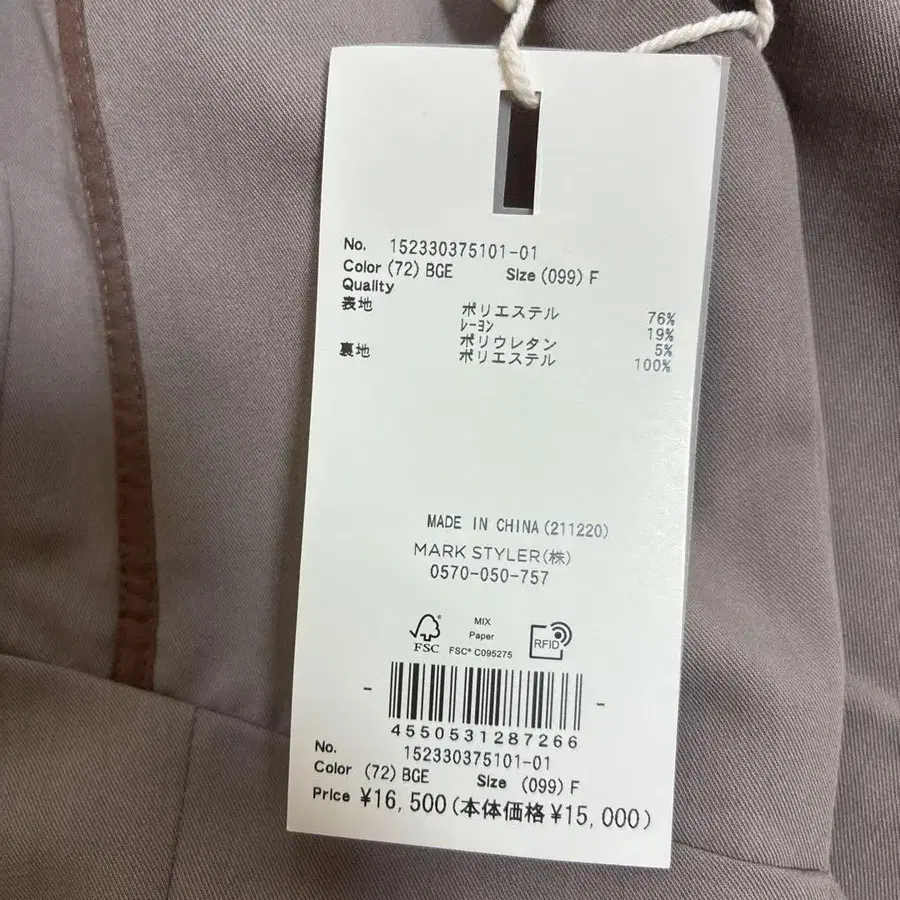 No. 152330375101-01
Color (72) BGE Size (099) F
Quality
表地 ポリエステル 76%
レーヨン 19%
ポリウレタン 5%
裏地 ポリエステル 100%
MADE IN CHINA (211220)
MARK STYLER(株)
0570-050-757
FSC
MIX
Paper
FSC® C095275
RFID
4550531287266
No. 152330375101-01
Color (72) BGE Size (099) F
Price ¥16,500(本体価格¥15,000)